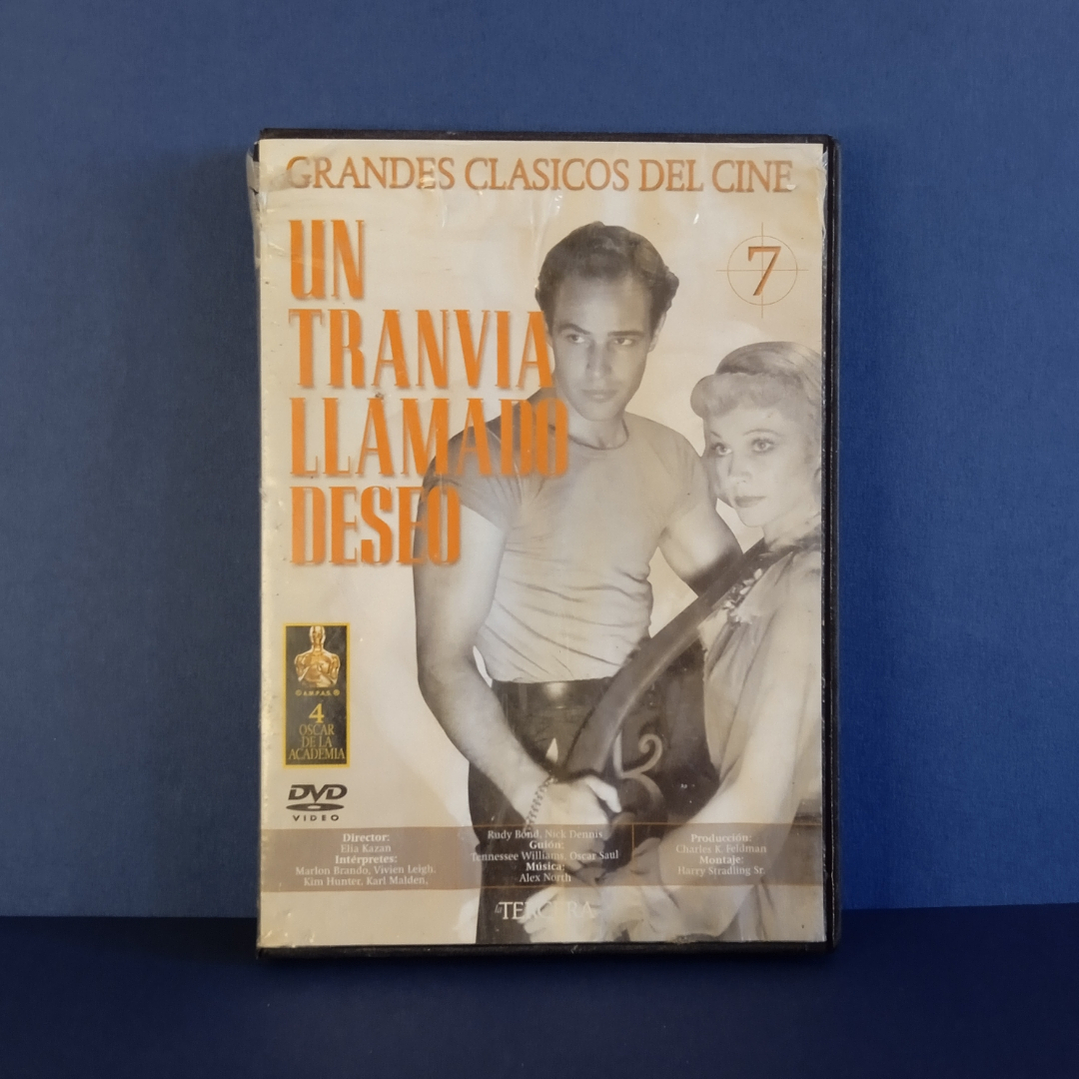 GRANDES CLASICOS DEL CINE
UN
TRANVIA
LLAMADO
DESEO
7
© A.M.P.A.S. ®
4
OSCAR
DE LA
ACADEMIA
DVD
VIDEO
Director:
Elia Kazan
Intérpretes:
Marlon Brando, Vivien Leigh,
Kim Hunter, Karl Malden,
Rudy Bond, Nick Dennis
Guión:
Tennessee Williams, Oscar Saul
Música:
Alex North
Producción:
Charles K. Feldman
Montaje:
Harry Stradling Sr.
la TERCERA